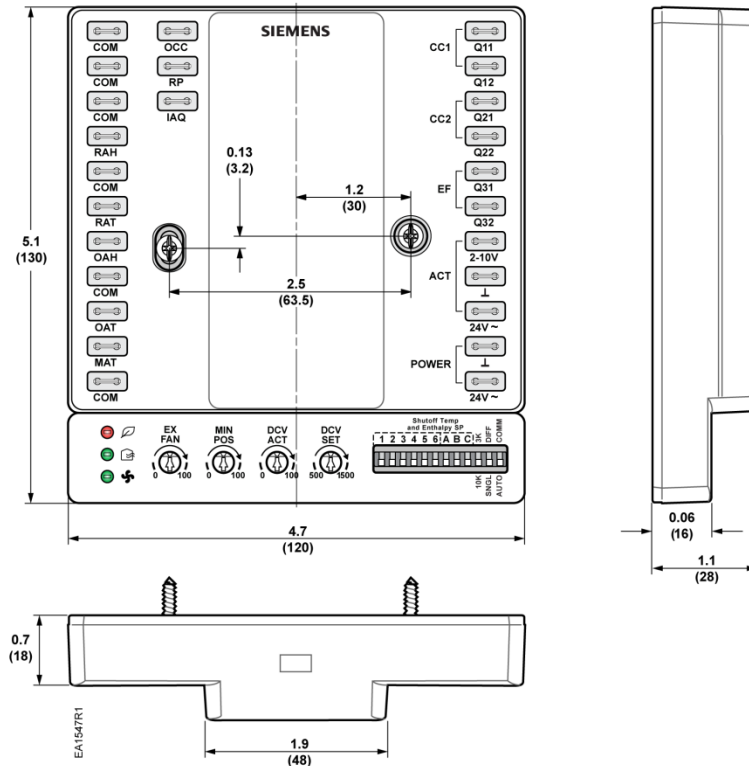 SIEMENS
COM
OCC
CC1
Q11
COM
RP
Q12
COM
IAQ
CC2
Q21
RAH
Q22
0.13
(3.2)
1.2
(30)
COM
EF
Q31
RAT
Q32
5.1
(130)
OAH
2-10V
2.5
(63.5)
COM
ACT
⊥
OAT
24V ~
MAT
POWER
⊥
COM
24V ~
EX
FAN
0
100
MIN
POS
0
100
DCV
ACT
0
100
DCV
SET
500
1500
Shutoff Temp
and Enthalpy SP
1 2 3 4 5 6 A B C
3K
DIFF
COMM
10K
SNGL
AUTO
4.7
(120)
0.06
(16)
1.1
(28)
0.7
(18)
EA1547R1
1.9
(48)